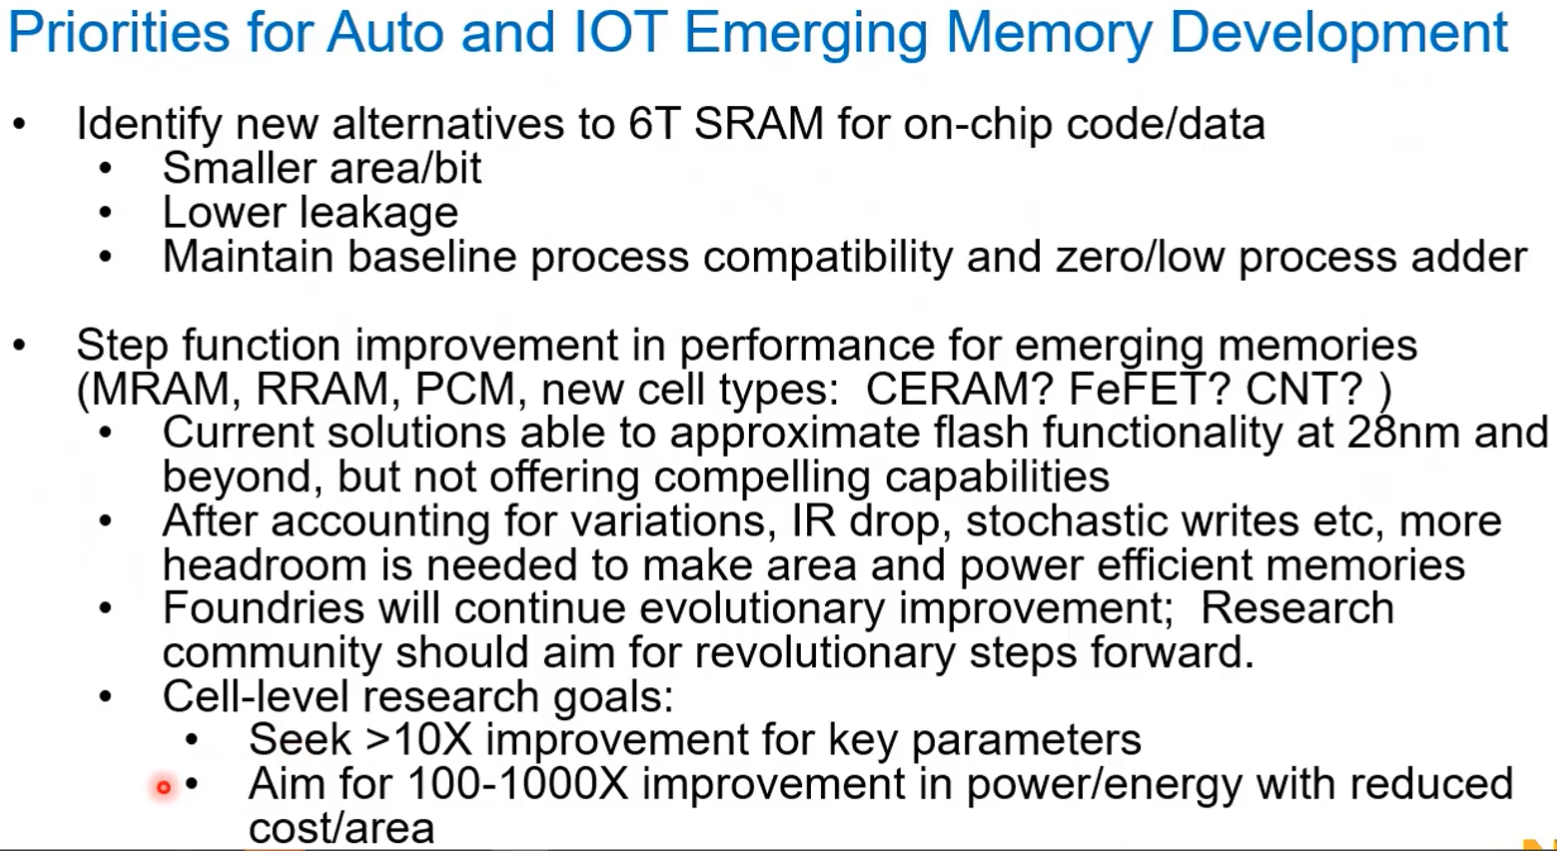 Priorities for Auto and IOT Emerging Memory Development
• Identify new alternatives to 6T SRAM for on-chip code/data
• Smaller area/bit
• Lower leakage
• Maintain baseline process compatibility and zero/low process adder
• Step function improvement in performance for emerging memories
(MRAM, RRAM, PCM, new cell types:  CERAM? FeFET? CNT? )
• Current solutions able to approximate flash functionality at 28nm and
beyond, but not offering compelling capabilities
• After accounting for variations, IR drop, stochastic writes etc, more
headroom is needed to make area and power efficient memories
• Foundries will continue evolutionary improvement;  Research
community should aim for revolutionary steps forward.
• Cell-level research goals:
• Seek >10X improvement for key parameters
• Aim for 100-1000X improvement in power/energy with reduced
cost/area